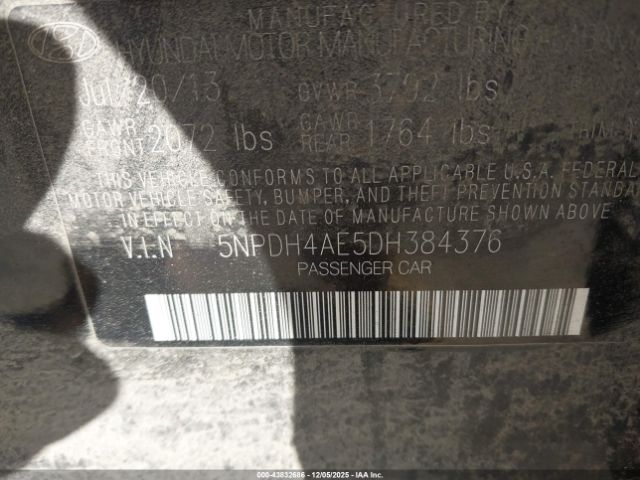 MANUFACTURED BY
HYUNDAI MOTOR MANUFACTURING
JUL/20/13 GVWR 3792 lbs
GAWR FRONT 2072 lbs GAWR REAR 1764 lbs
THIS VEHICLE CONFORMS TO ALL APPLICABLE U.S.A. FEDERAL
MOTOR VEHICLE SAFETY, BUMPER, AND THEFT PREVENTION STANDA
IN EFFECT ON THE DATE OF MANUFACTURE SHOWN ABOVE
V.I.N 5NPDH4AE5DH384376
PASSENGER CAR
000-43832686 - 12/05/2025 - IAA Inc.